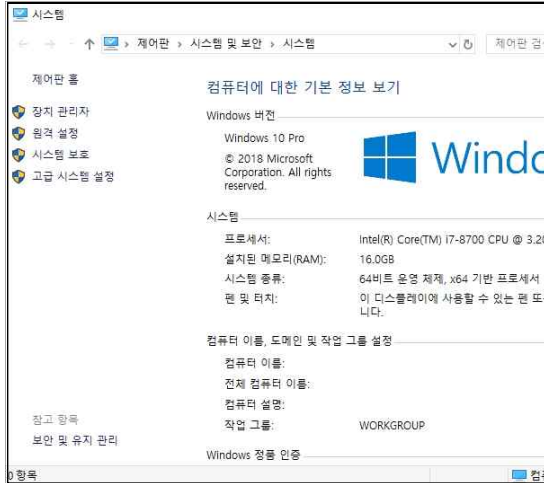 시스템
제어판 › 시스템 및 보안 › 시스템
제어판 홈
장치 관리자
원격 설정
시스템 보호
고급 시스템 설정
참고 항목
보안 및 유지 관리
컴퓨터에 대한 기본 정보 보기
Windows 버전
Windows 10 Pro
© 2018 Microsoft
Corporation. All rights
reserved.
시스템
프로세서: Intel(R) Core(TM) i7-8700 CPU @ 3.20
설치된 메모리(RAM): 16.0GB
시스템 종류: 64비트 운영 체제, x64 기반 프로세서
펜 및 터치: 이 디스플레이에 사용할 수 있는 펜 또
니다.
컴퓨터 이름, 도메인 및 작업 그룹 설정
컴퓨터 이름:
전체 컴퓨터 이름:
컴퓨터 설명:
작업 그룹: WORKGROUP
Windows 정품 인증
0 항목